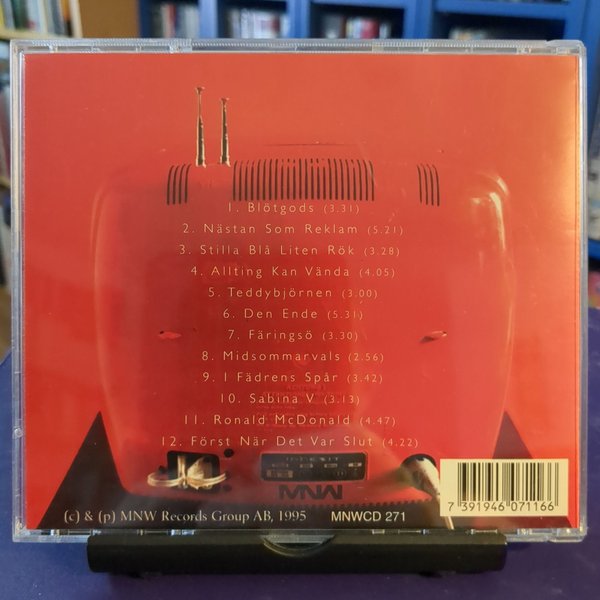 1. Blötgods (3.31)
2. Nästan Som Reklam (5.21)
3. Stilla Blå Liten Rök (3.28)
4. Allting Kan Vända (4.05)
5. Teddybjörnen (3.00)
6. Den Ende (5.31)
7. Färingsö (3.30)
8. Midsommarvals (2.56)
9. I Fädrens Spår (3.42)
10. Sabina V (3.13)
11. Ronald McDonald (4.47)
12. Först När Det Var Slut (4.22)
MNW
(c) & (p) MNW Records Group AB, 1995
MNWCD 271
7 391946 071166